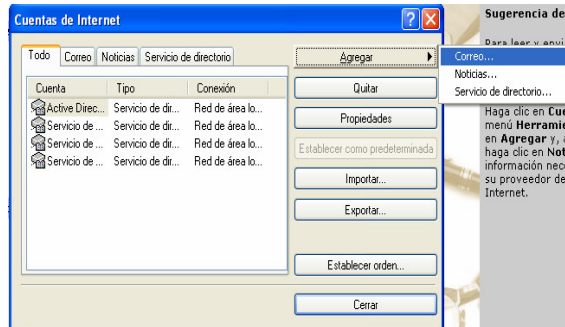 Cuentas de Internet
Todo Correo Noticias Servicio de directorio
Cuenta Tipo Conexión
Active Direc... Servicio de dir... Red de área lo...
Servicio de ... Servicio de dir... Red de área lo...
Servicio de ... Servicio de dir... Red de área lo...
Servicio de ... Servicio de dir... Red de área lo...
Agregar
Quitar
Propiedades
Establecer como predeterminada
Importar...
Exportar...
Establecer orden...
Cerrar
Correo...
Noticias...
Servicio de directorio...
Sugerencia de
Para leer y envi
Haga clic en Cue
menú Herramie
en Agregar y, a
haga clic en Not
información nece
su proveedor de
Internet.